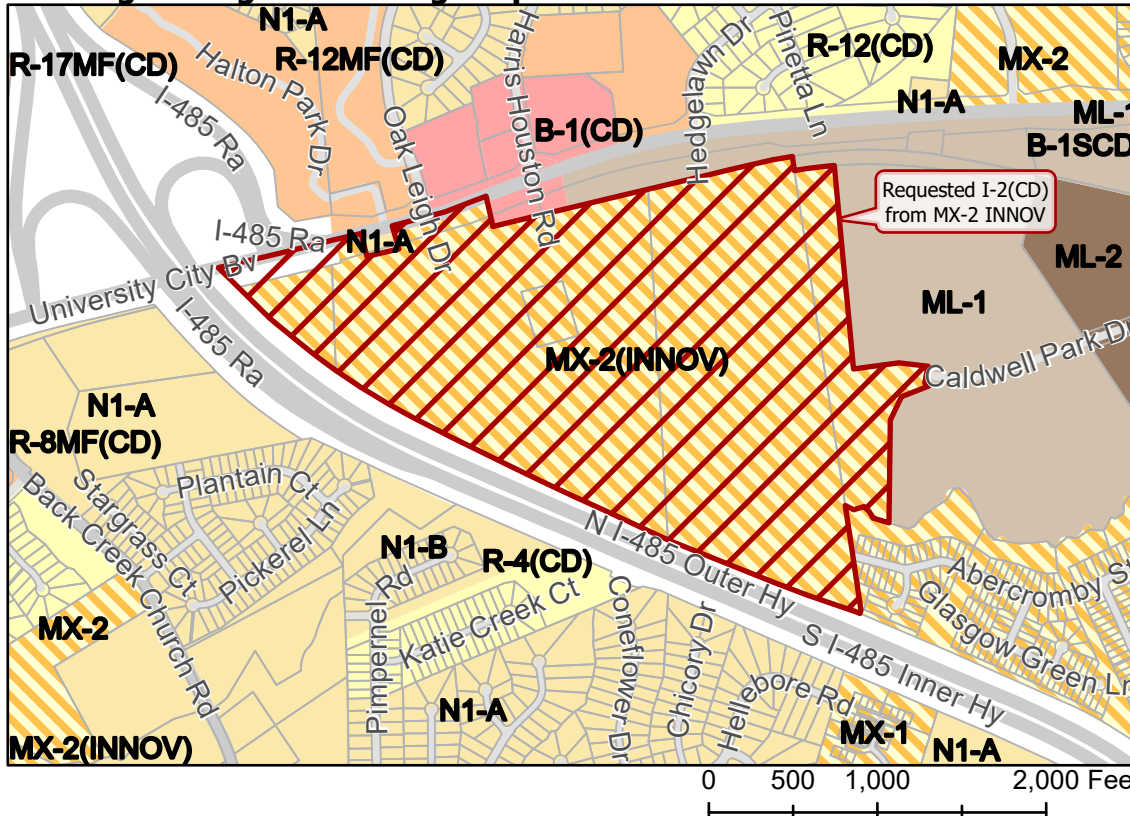 N1-A
R-17MF(CD)
R-12MF(CD)
Halton Park Dr
I-485 Ra
Oak Leigh Dr
Harris Houston Rd
B-1(CD)
Hedgelawn Dr
Pinetta Ln
R-12(CD)
MX-2
N1-A
ML-1
B-1SCD
Requested I-2(CD)
from MX-2 INNOV
I-485 Ra
N1-A
University City Bv
I-485 Ra
ML-2
ML-1
MX-2(INNOV)
Caldwell Park Dr
N1-A
R-8MF(CD)
Plantain Ct
Stargrass Ct
Pickerel Ln
Back Creek Church Rd
N1-B
R-4(CD)
N I-485 Outer Hy
Pimpernel Rd
Katie Creek Ct
Coneflower Dr
Chicory Dr
Hellebore Rd
S I-485 Inner Hy
Abercromby St
Glasgow Green Ln
MX-2
MX-2(INNOV)
N1-A
MX-1
N1-A
0 500 1,000 2,000 Fee